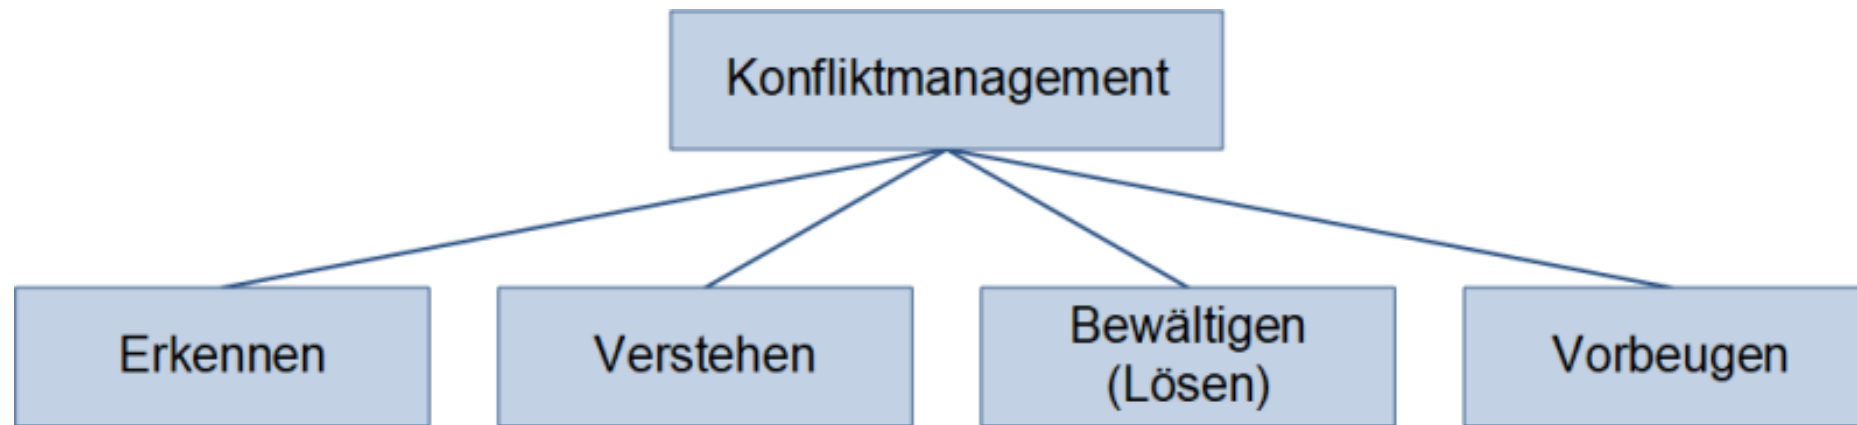 Konfliktmanagement
Erkennen
Verstehen
Bewältigen
(Lösen)
Vorbeugen